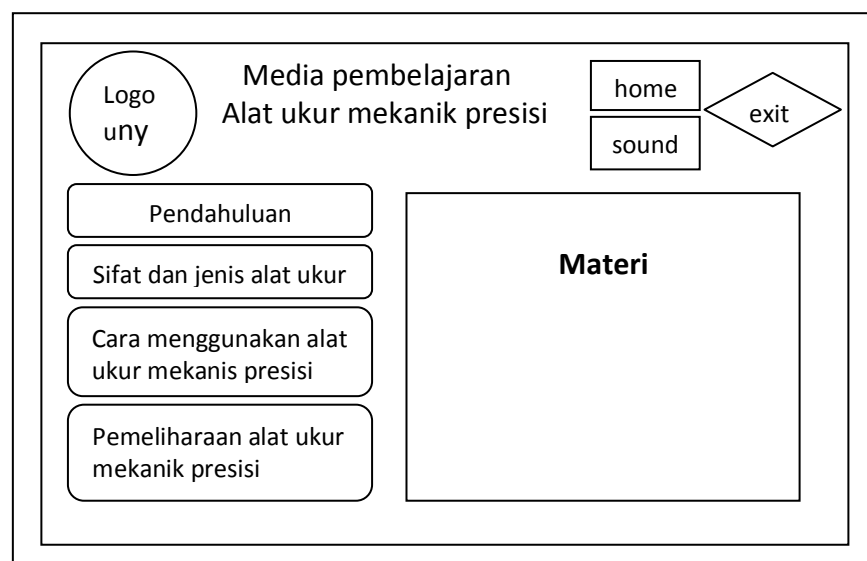 Logo
uny
Media pembelajaran
Alat ukur mekanik presisi
home
sound
exit
Pendahuluan
Sifat dan jenis alat ukur
Cara menggunakan alat
ukur mekanis presisi
Pemeliharaan alat ukur
mekanik presisi
Materi